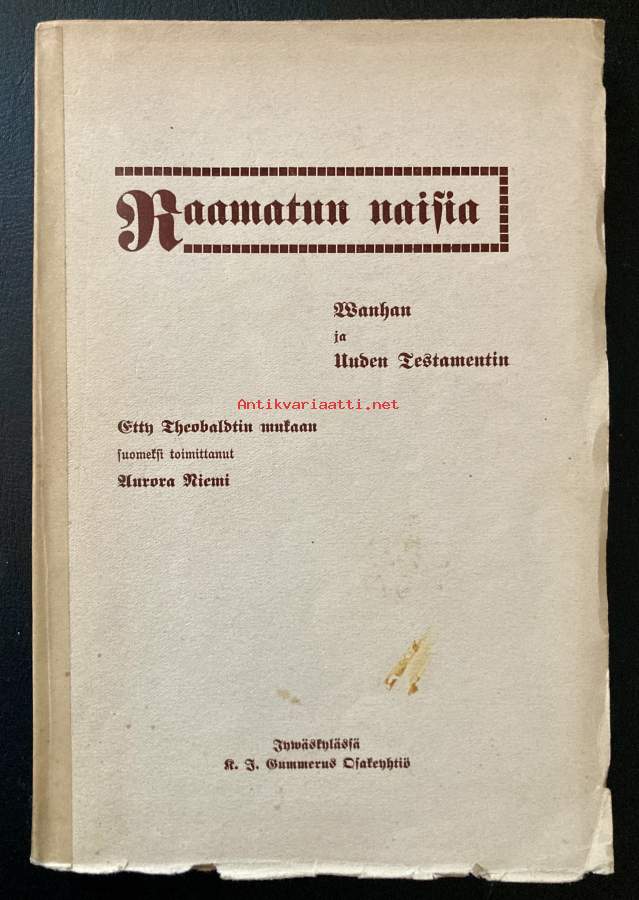 Raamatun naisia
Wanhan
ja
Uuden Testamentin
Antikvariaatti.net
Etty Theobaldtin mukaan
suomeksi toimittanut
Aurora Niemi
Jywäskylässä
K. J. Gummerus Osakeyhtiö